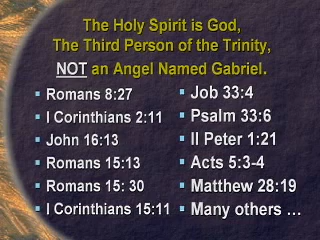 The Holy Spirit is God,
The Third Person of the Trinity,
NOT an Angel Named Gabriel.
Romans 8:27
I Corinthians 2:11
John 16:13
Romans 15:13
Romans 15: 30
I Corinthians 15:11
Job 33:4
Psalm 33:6
II Peter 1:21
Acts 5:3-4
Matthew 28:19
Many others …